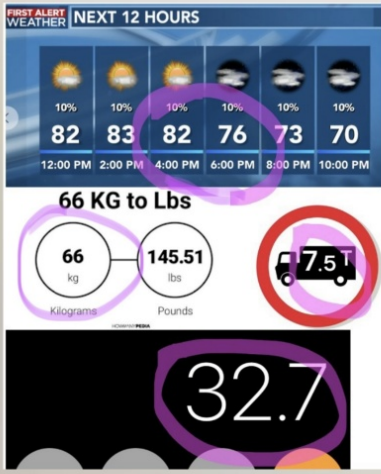 FIRST ALERT
WEATHER NEXT 12 HOURS
10% 10% 10% 10% 10% 10%
82 83 82 76 73 70
12:00 PM 2:00 PM 4:00 PM 6:00 PM 8:00 PM 10:00 PM
66 KG to Lbs
66 145.51
kg lbs
Kilograms Pounds
7.5T
32.7